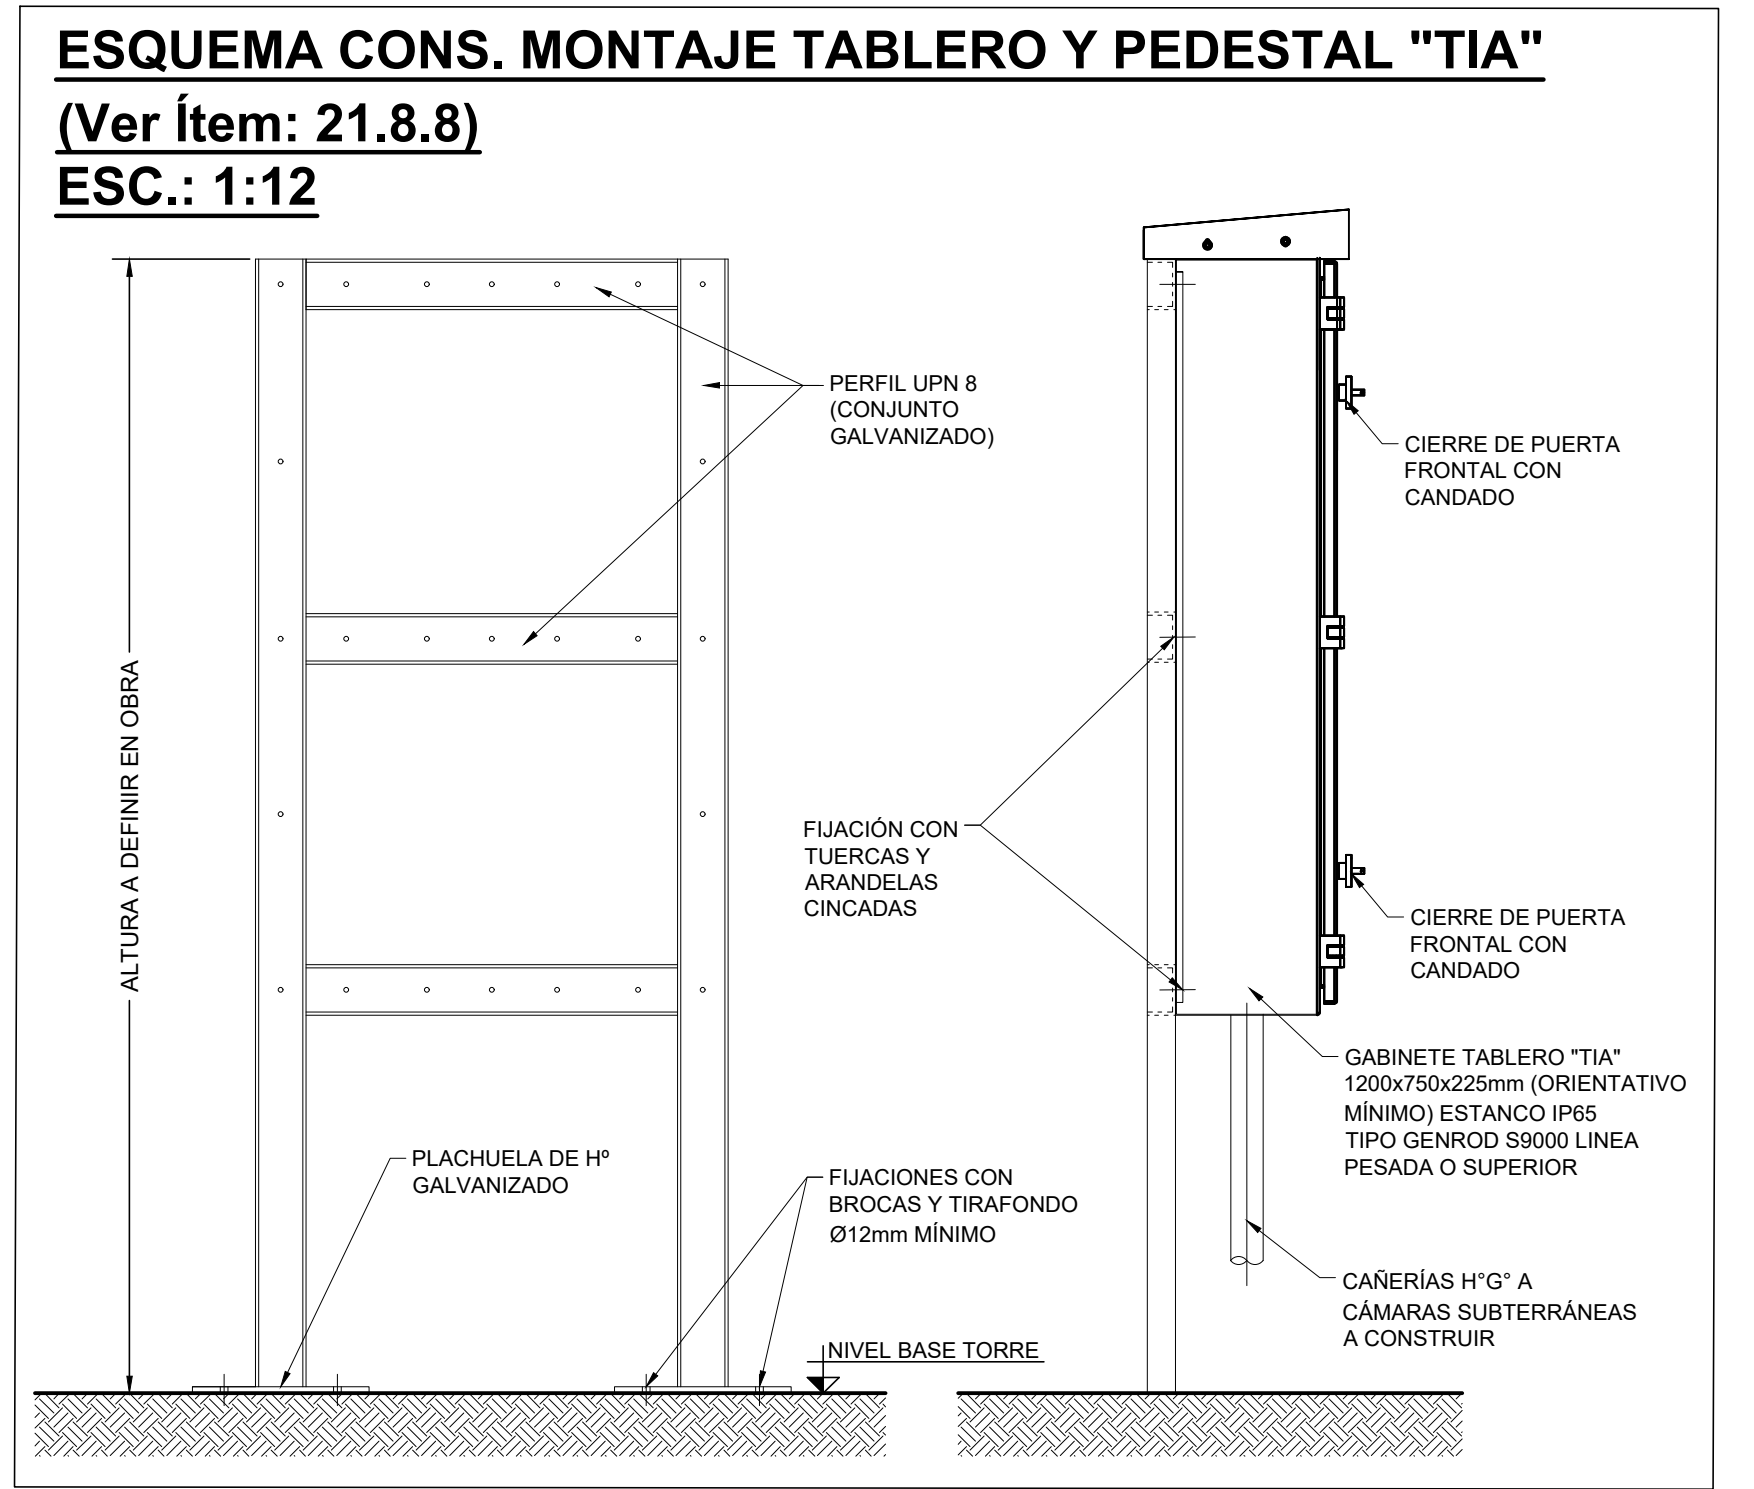 ESQUEMA CONS. MONTAJE TABLERO Y PEDESTAL "TIA"
(Ver Ítem: 21.8.8)
ESC.: 1:12
ALTURA A DEFINIR EN OBRA
PERFIL UPN 8
(CONJUNTO
GALVANIZADO)
CIERRE DE PUERTA
FRONTAL CON
CANDADO
FIJACIÓN CON
TUERCAS Y
ARANDELAS
CINCADAS
CIERRE DE PUERTA
FRONTAL CON
CANDADO
GABINETE TABLERO "TIA"
1200x750x225mm (ORIENTATIVO
MÍNIMO) ESTANCO IP65
TIPO GENROD S9000 LINEA
PESADA O SUPERIOR
PLACHUELA DE Hº
GALVANIZADO
FIJACIONES CON
BROCAS Y TIRAFONDO
Ø12mm MÍNIMO
CAÑERÍAS H°G° A
CÁMARAS SUBTERRÁNEAS
A CONSTRUIR
NIVEL BASE TORRE